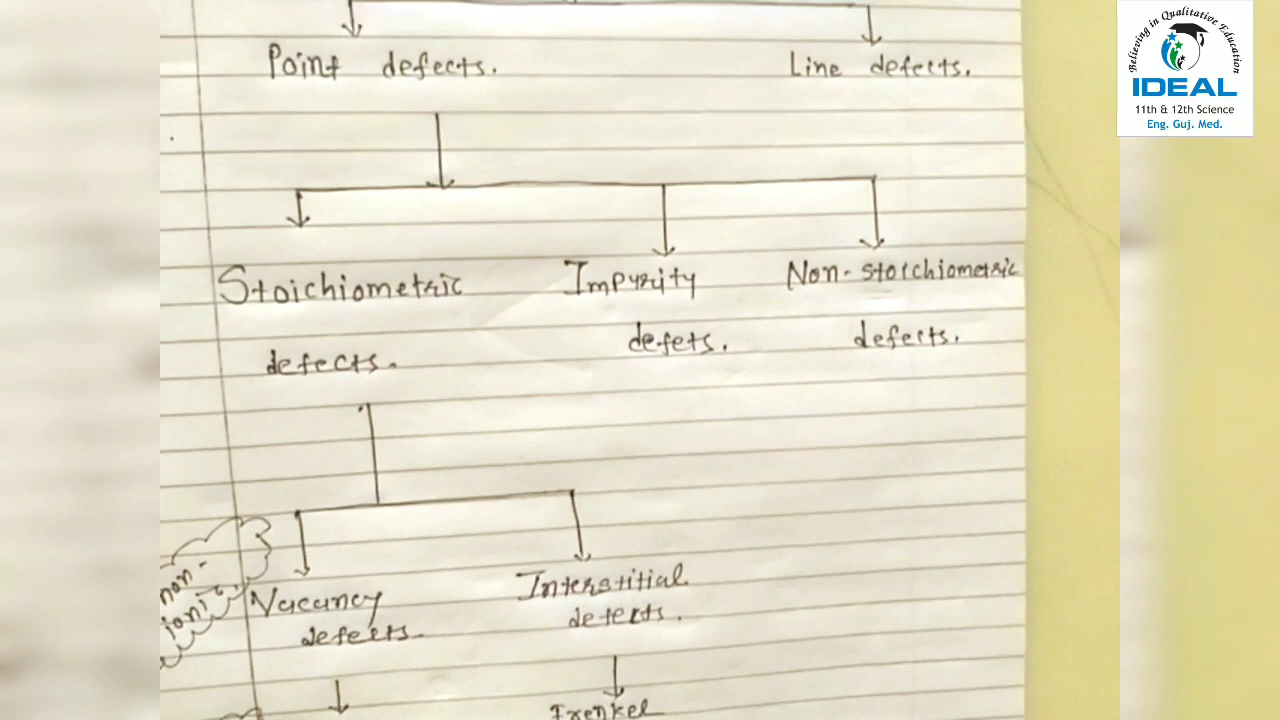 Point defects.
Line defects.
Stoichiometric
defects.
Impurity
defets.
Non-stoichiometric
defects.
non-
ionic
Vacancy
defects.
Interstitial
defects.
Frenkel
Believing in Qualitative Education
IDEAL
11th & 12th Science
Eng. Guj. Med.